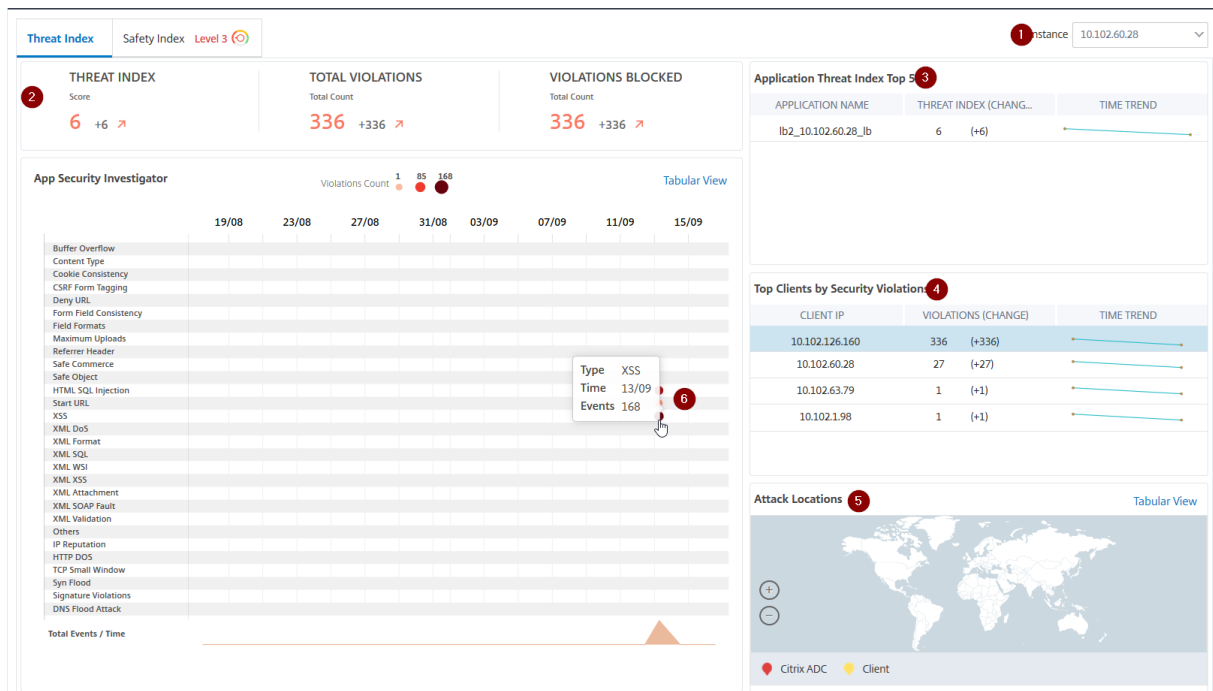 Threat Index
Safety Index Level 3
1 nstance 10.102.60.28
2
THREAT INDEX
Score
6 +6
TOTAL VIOLATIONS
Total Count
336 +336
VIOLATIONS BLOCKED
Total Count
336 +336
App Security Investigator
Violations Count 1 85 168
Tabular View
19/08 23/08 27/08 31/08 03/09 07/09 11/09 15/09
Buffer Overflow
Content Type
Cookie Consistency
CSRF Form Tagging
Deny URL
Form Field Consistency
Field Formats
Maximum Uploads
Referrer Header
Safe Commerce
Safe Object
HTML SQL Injection
Start URL
XSS
XML DoS
XML Format
XML SQL
XML WSI
XML XSS
XML Attachment
XML SOAP Fault
XML Validation
Others
IP Reputation
HTTP DOS
TCP Small Window
Syn Flood
Signature Violations
DNS Flood Attack
Total Events / Time
Type XSS
Time 13/09
Events 168
6
Application Threat Index Top 5 3
APPLICATION NAME THREAT INDEX (CHANG... TIME TREND
lb2_10.102.60.28_lb 6 (+6)
Top Clients by Security Violation 4
CLIENT IP VIOLATIONS (CHANGE) TIME TREND
10.102.126.160 336 (+336)
10.102.60.28 27 (+27)
10.102.63.79 1 (+1)
10.102.1.98 1 (+1)
Attack Locations 5
Tabular View
+
−
Citrix ADC Client